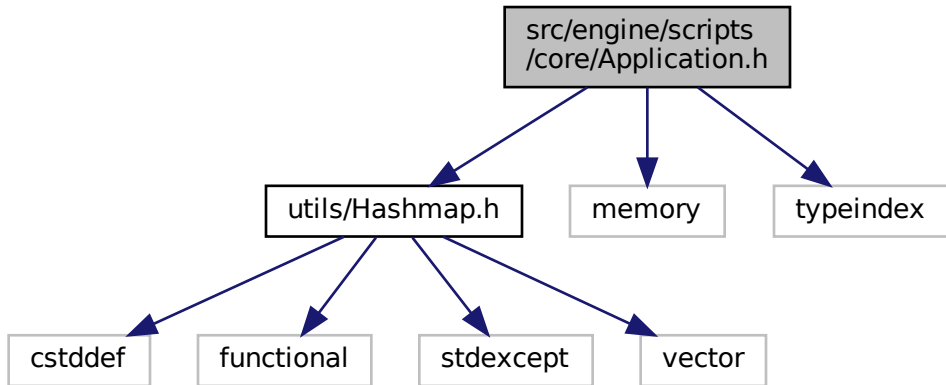 src/engine/scripts
/core/Application.h
utils/Hashmap.h
memory
typeindex
cstddef
functional
stdexcept
vector